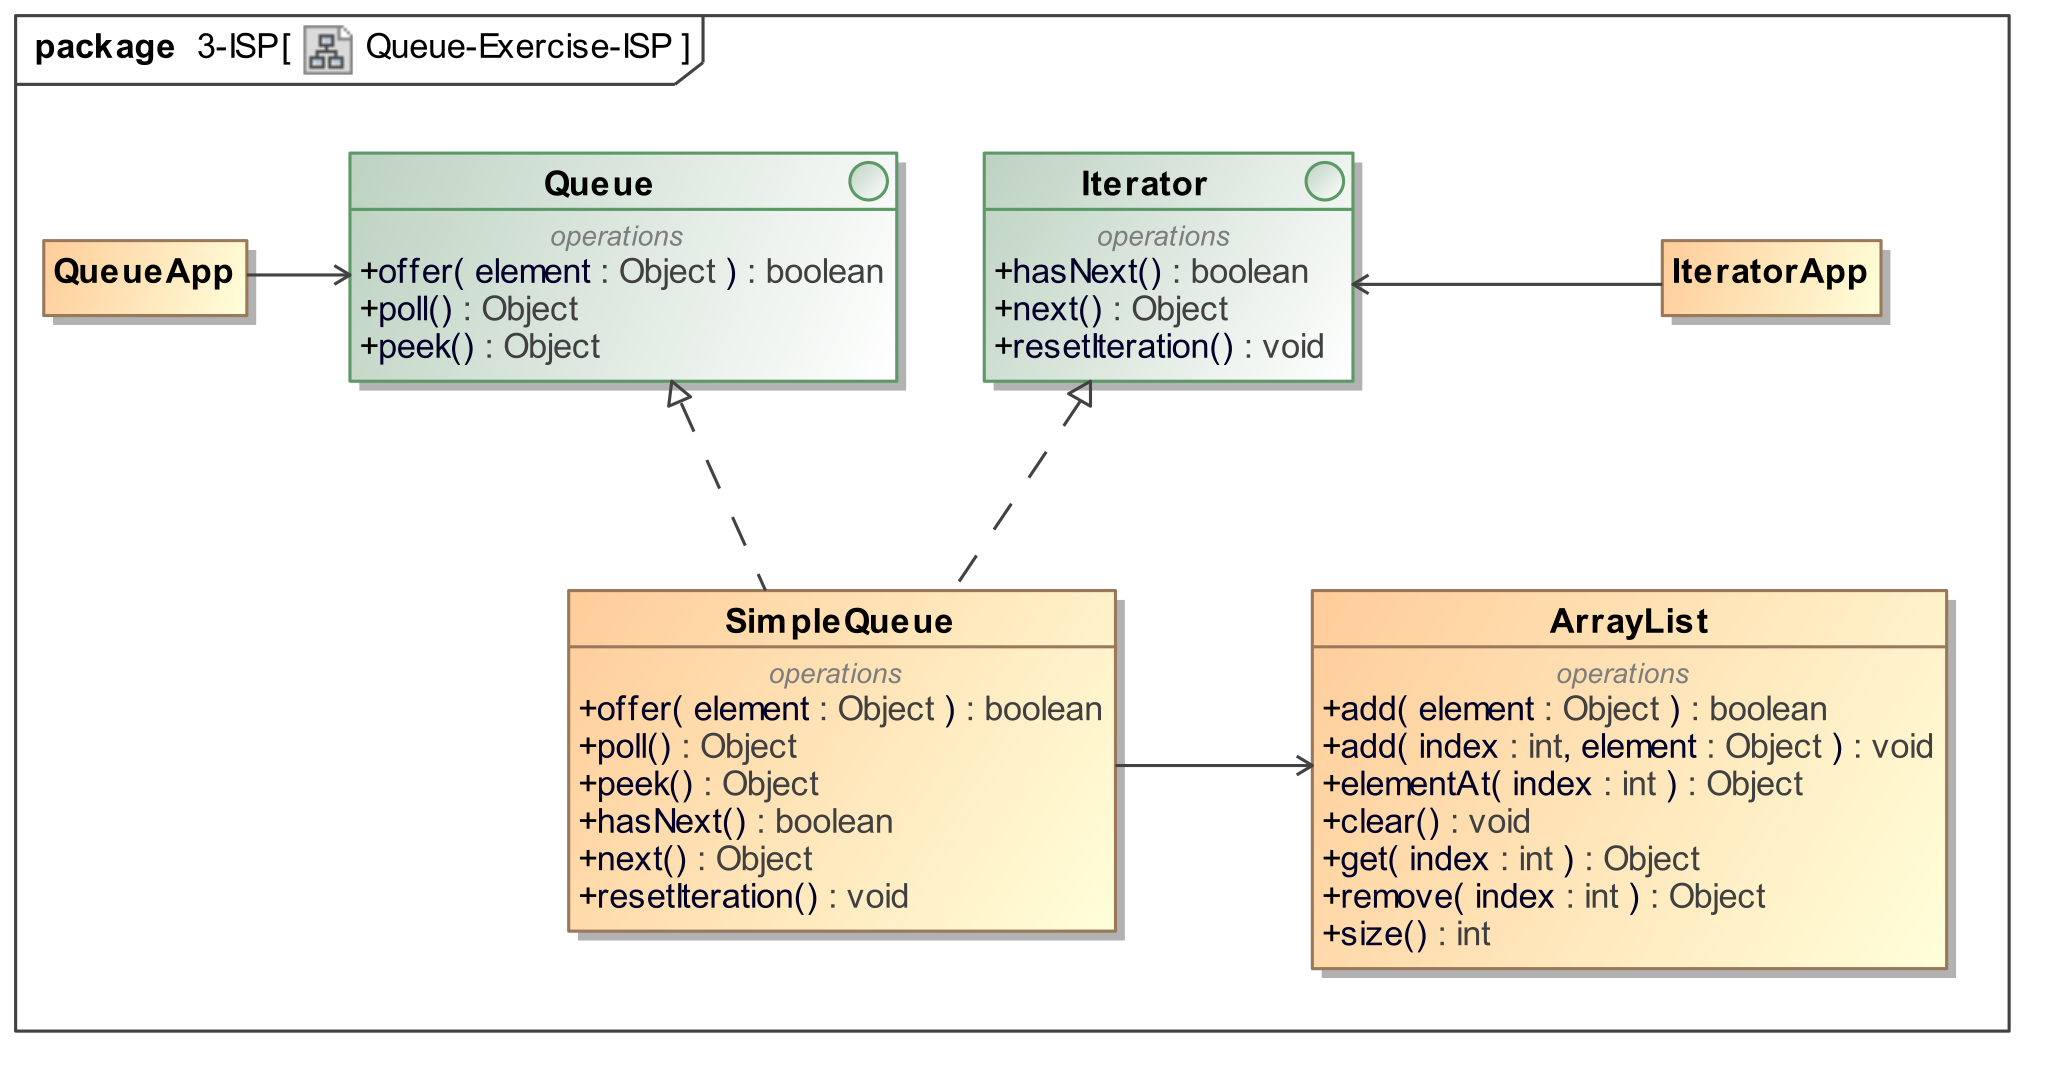 package 3-ISP[ Queue-Exercise-ISP ]
QueueApp
Queue
operations
+offer( element : Object ) : boolean
+poll() : Object
+peek() : Object
Iterator
operations
+hasNext() : boolean
+next() : Object
+resetIteration() : void
IteratorApp
SimpleQueue
operations
+offer( element : Object ) : boolean
+poll() : Object
+peek() : Object
+hasNext() : boolean
+next() : Object
+resetIteration() : void
ArrayList
operations
+add( element : Object ) : boolean
+add( index : int, element : Object ) : void
+elementAt( index : int ) : Object
+clear() : void
+get( index : int ) : Object
+remove( index : int ) : Object
+size() : int